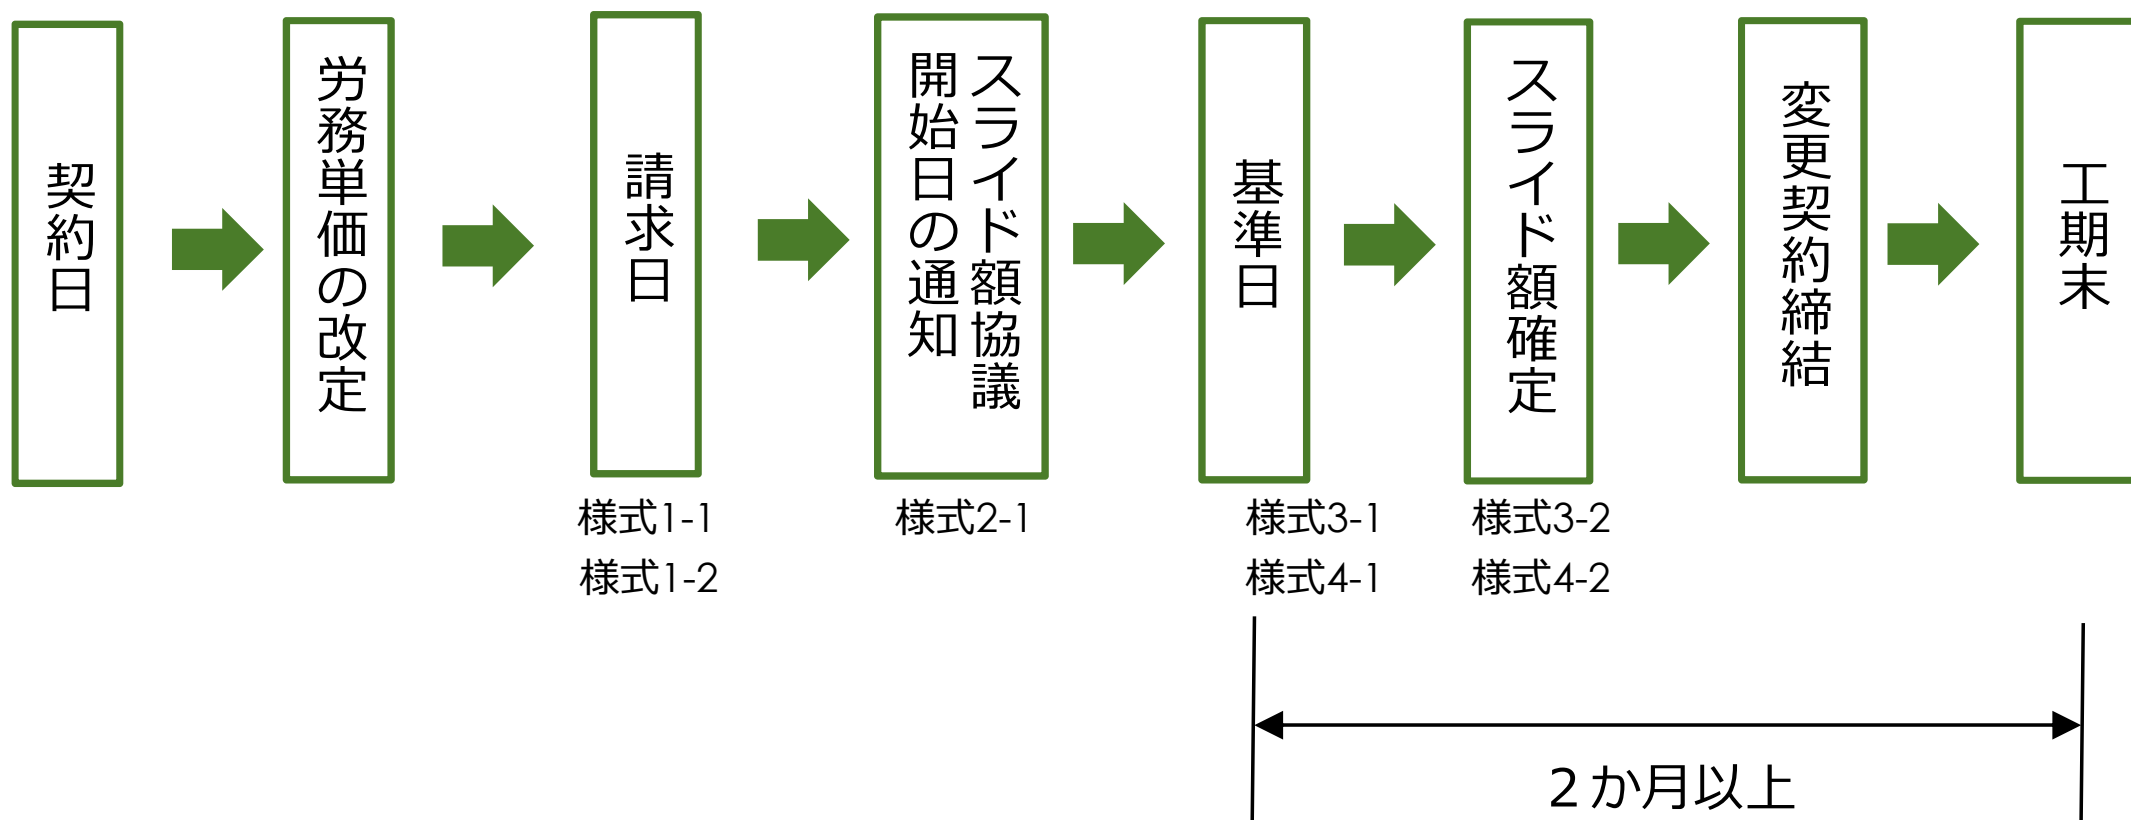 契約日
労務単価の改定
請求日
スライド額協議
開始日の通知
基準日
スライド額確定
変更契約締結
工期末
様式1-1
様式1-2
様式2-1
様式3-1
様式4-1
様式3-2
様式4-2
２か月以上